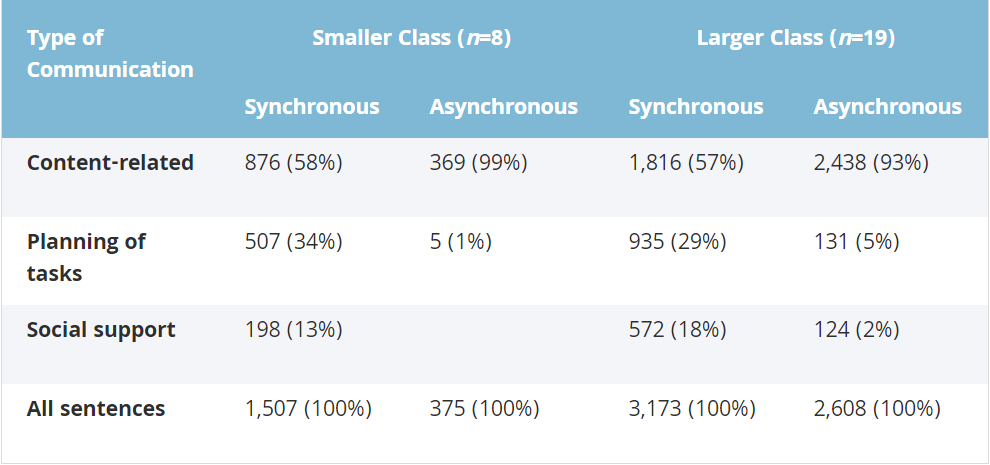 Type of Communication Smaller Class (n=8) Larger Class (n=19)
Synchronous Asynchronous Synchronous Asynchronous
Content-related 876 (58%) 369 (99%) 1,816 (57%) 2,438 (93%)
Planning of tasks 507 (34%) 5 (1%) 935 (29%) 131 (5%)
Social support 198 (13%) 572 (18%) 124 (2%)
All sentences 1,507 (100%) 375 (100%) 3,173 (100%) 2,608 (100%)